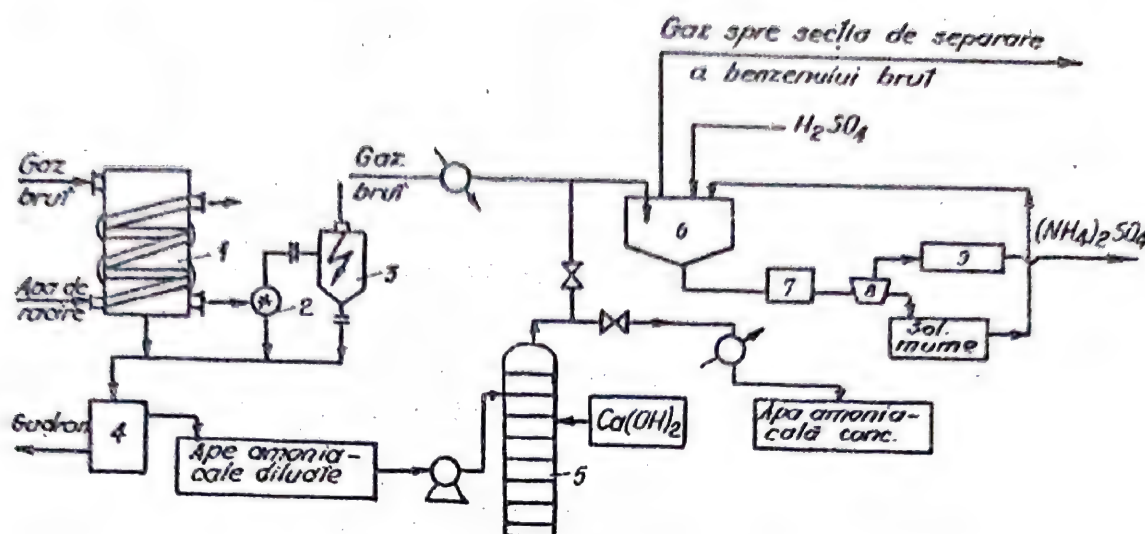 Gaz spre secția de separare
a benzenului brut
H2SO4
Gaz
brut
Gaz
brut
(NH4)2SO4
1
2
3
6
7
8
9
Apa de
racire
Sol.
mume
Gudron
4
Ape amonia-
cale diluate
5
Ca(OH)2
Apa amonia-
cală conc.